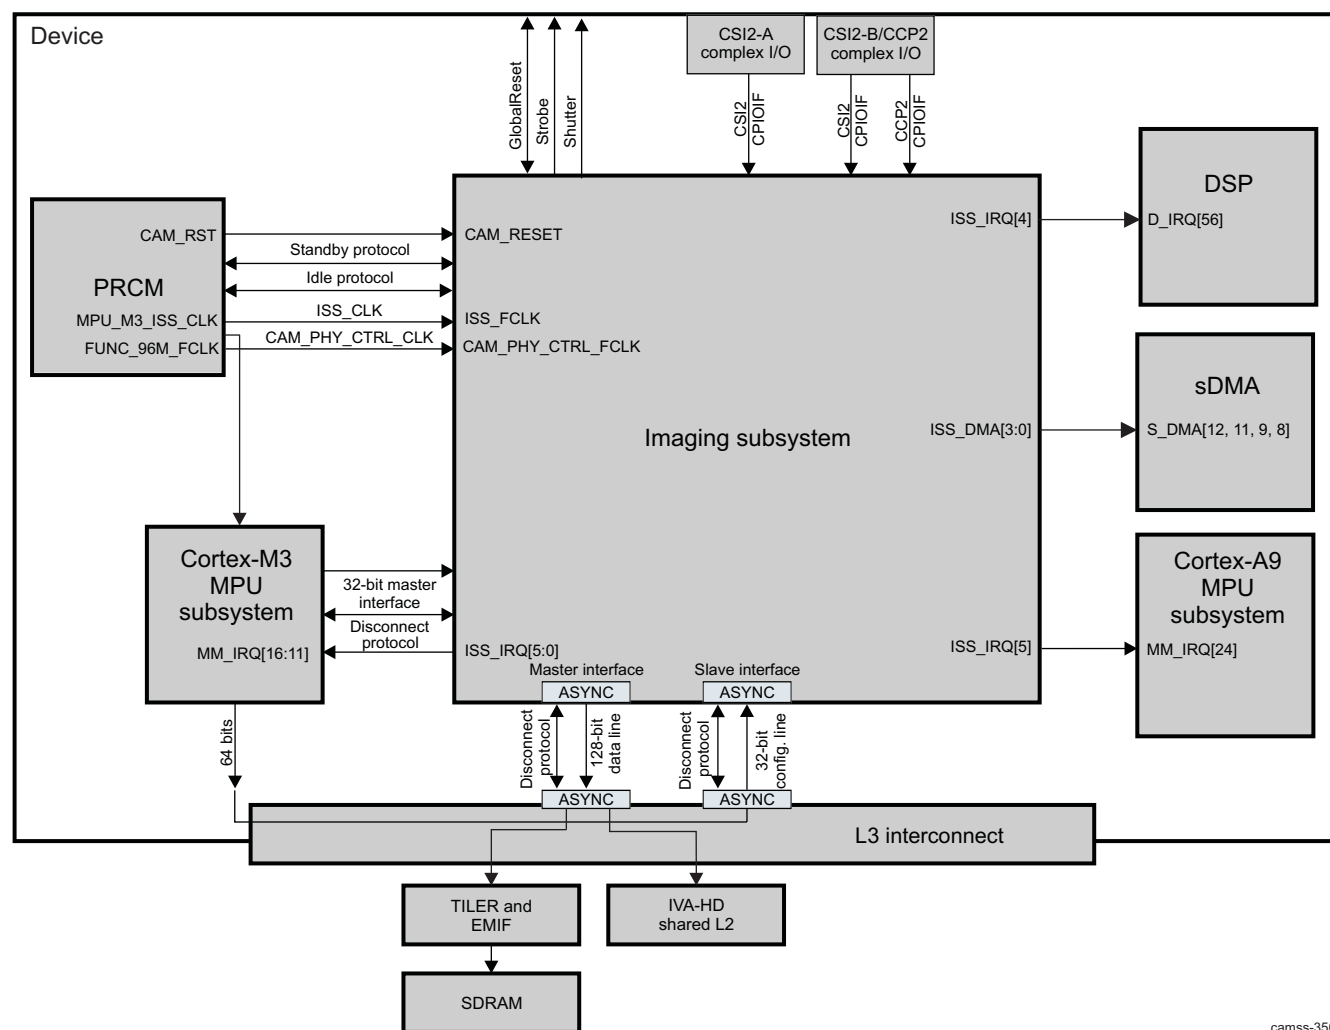 Device
GlobalReset
Strobe
Shutter
CSI2-A
complex I/O
CSI2-B/CCP2
complex I/O
CSI2
CPIOIF
CSI2
CPIOIF
CCP2
CPIOIF
PRCM
CAM_RST
MPU_M3_ISS_CLK
FUNC_96M_FCLK
Standby protocol
Idle protocol
ISS_CLK
CAM_PHY_CTRL_CLK
CAM_RESET
ISS_FCLK
CAM_PHY_CTRL_FCLK
Imaging subsystem
ISS_IRQ[4]
ISS_DMA[3:0]
ISS_IRQ[5]
DSP
D_IRQ[56]
sDMA
S_DMA[12, 11, 9, 8]
Cortex-A9
MPU
subsystem
MM_IRQ[24]
Cortex-M3
MPU
subsystem
MM_IRQ[16:11]
32-bit master
interface
Disconnect
protocol
ISS_IRQ[5:0]
Master interface
ASYNC
Slave interface
ASYNC
64 bits
Disconnect
protocol
128-bit
data line
Disconnect
protocol
32-bit
config. line
ASYNC
ASYNC
L3 interconnect
TILER and
EMIF
IVA-HD
shared L2
SDRAM